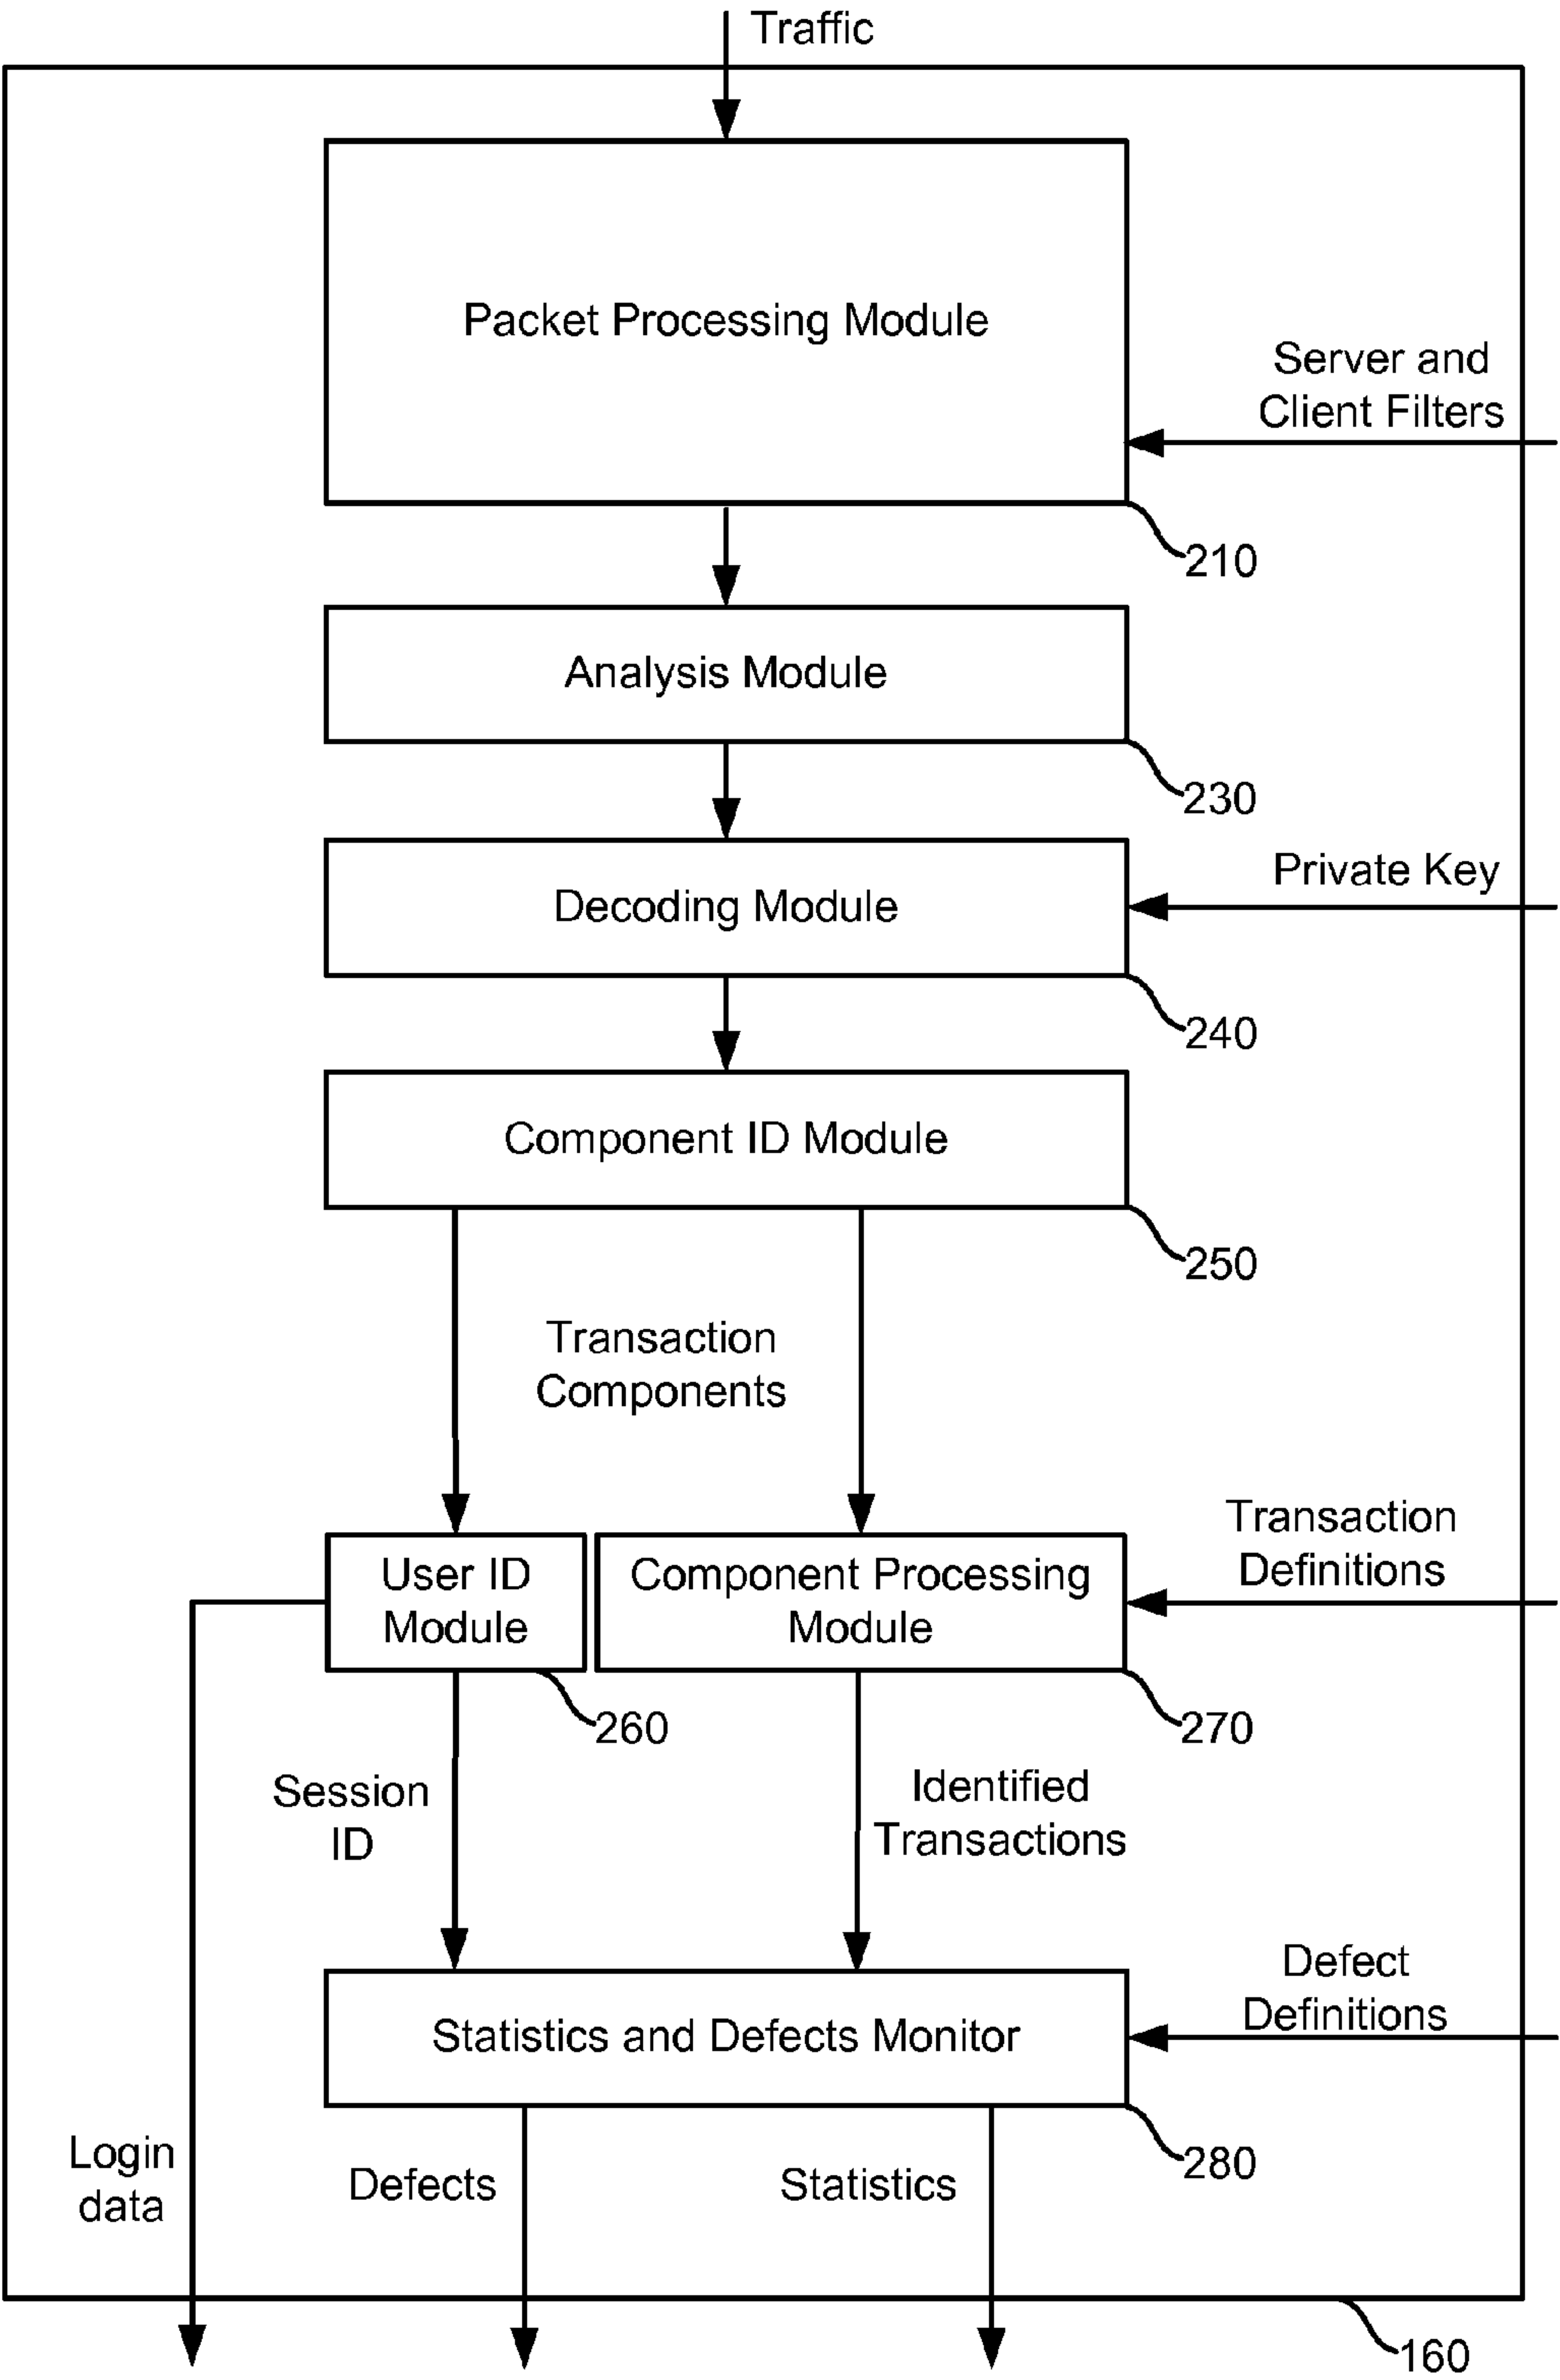 Traffic
Packet Processing Module
Server and
Client Filters
210
Analysis Module
230
Private Key
Decoding Module
240
Component ID Module
250
Transaction
Components
User ID
Module
Component Processing
Module
Transaction
Definitions
260
270
Session
ID
Identified
Transactions
Defect
Definitions
Statistics and Defects Monitor
280
Login
data
Defects
Statistics
160